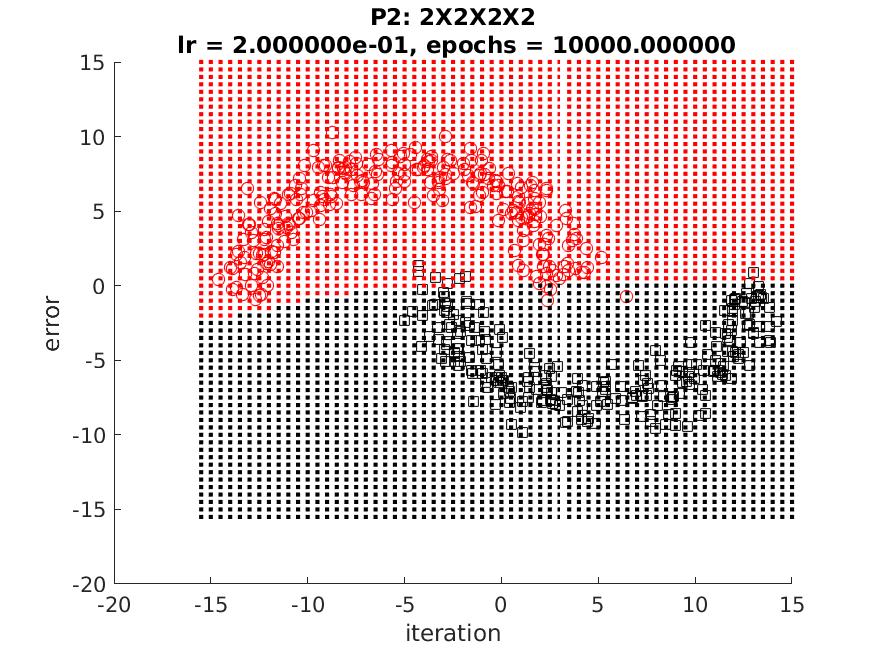 P2: 2X2X2X2
lr = 2.000000e-01, epochs = 10000.000000
15
10
5
0
-5
-10
-15
-20
error
-20 -15 -10 -5 0 5 10 15
iteration